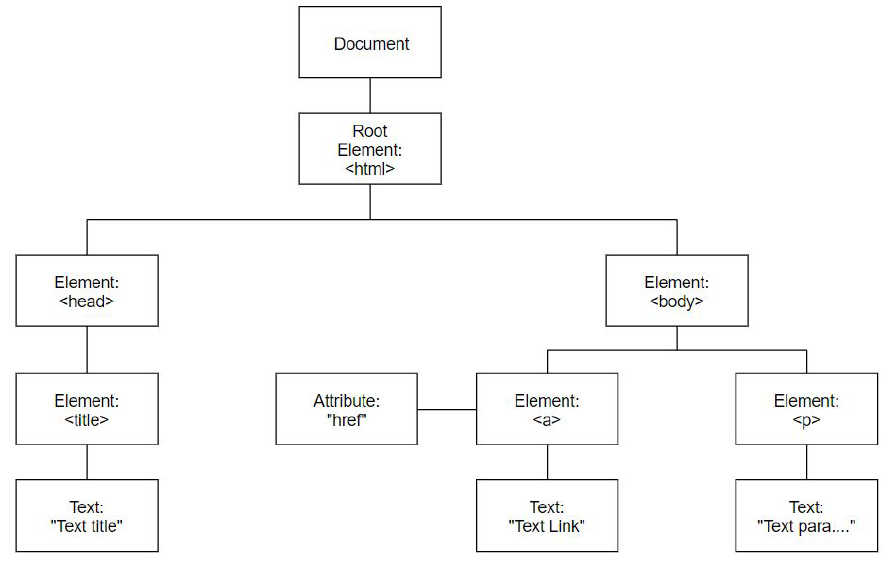 Document
Root
Element:
<html>
Element:
<head>
Element:
<body>
Element:
<title>
Attribute:
"href"
Element:
<a>
Element:
<p>
Text:
"Text title"
Text:
"Text Link"
Text:
"Text para...."